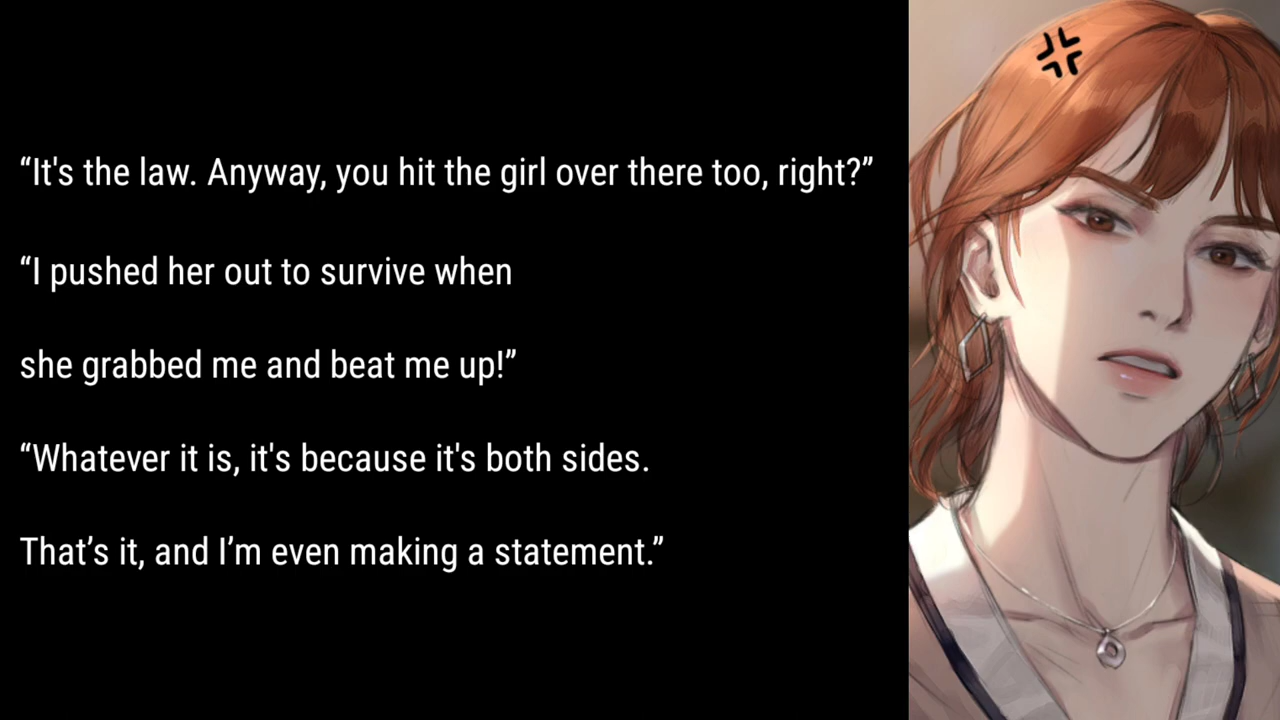 “It's the law. Anyway, you hit the girl over there too, right?”
“I pushed her out to survive when
she grabbed me and beat me up!”
“Whatever it is, it's because it's both sides.
That’s it, and I’m even making a statement.”